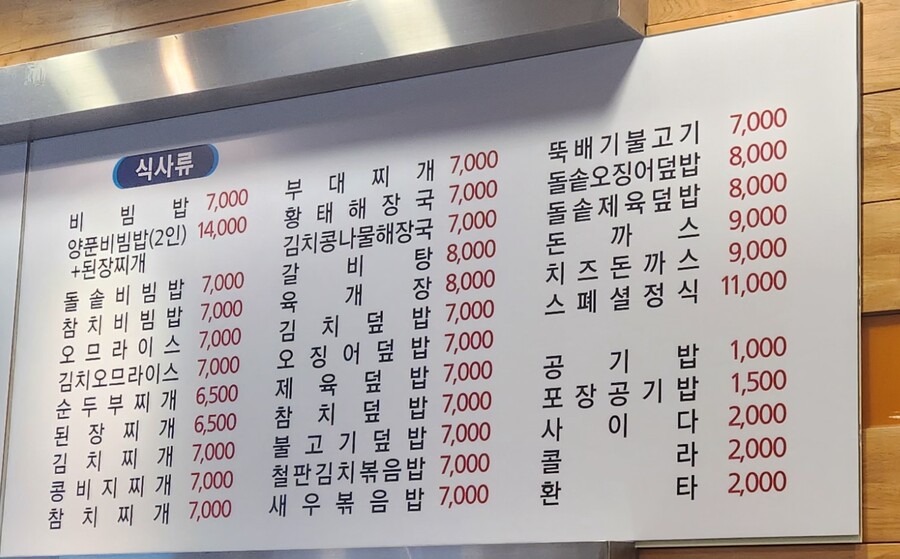 식사류
비빔밥 7,000
양푼비빔밥(2인) 14,000
+된장찌개
돌솥비빔밥 7,000
참치비빔밥 7,000
오므라이스 7,000
김치오므라이스 7,000
순두부찌개 6,500
된장찌개 6,500
김치찌개 7,000
콩비지찌개 7,000
참치찌개 7,000
부대찌개 7,000
황태해장국 7,000
김치콩나물해장국 7,000
갈비탕 8,000
육개장 8,000
김치덮밥 7,000
오징어덮밥 7,000
제육덮밥 7,000
참치덮밥 7,000
불고기덮밥 7,000
철판김치볶음밥 7,000
새우볶음밥 7,000
뚝배기불고기 7,000
돌솥오징어덮밥 8,000
돌솥제육덮밥 8,000
돈까스 9,000
치즈돈까스 9,000
스폐셜정식 11,000
공기밥 1,000
포장공기밥 1,500
사이다 2,000
콜라 2,000
환타 2,000